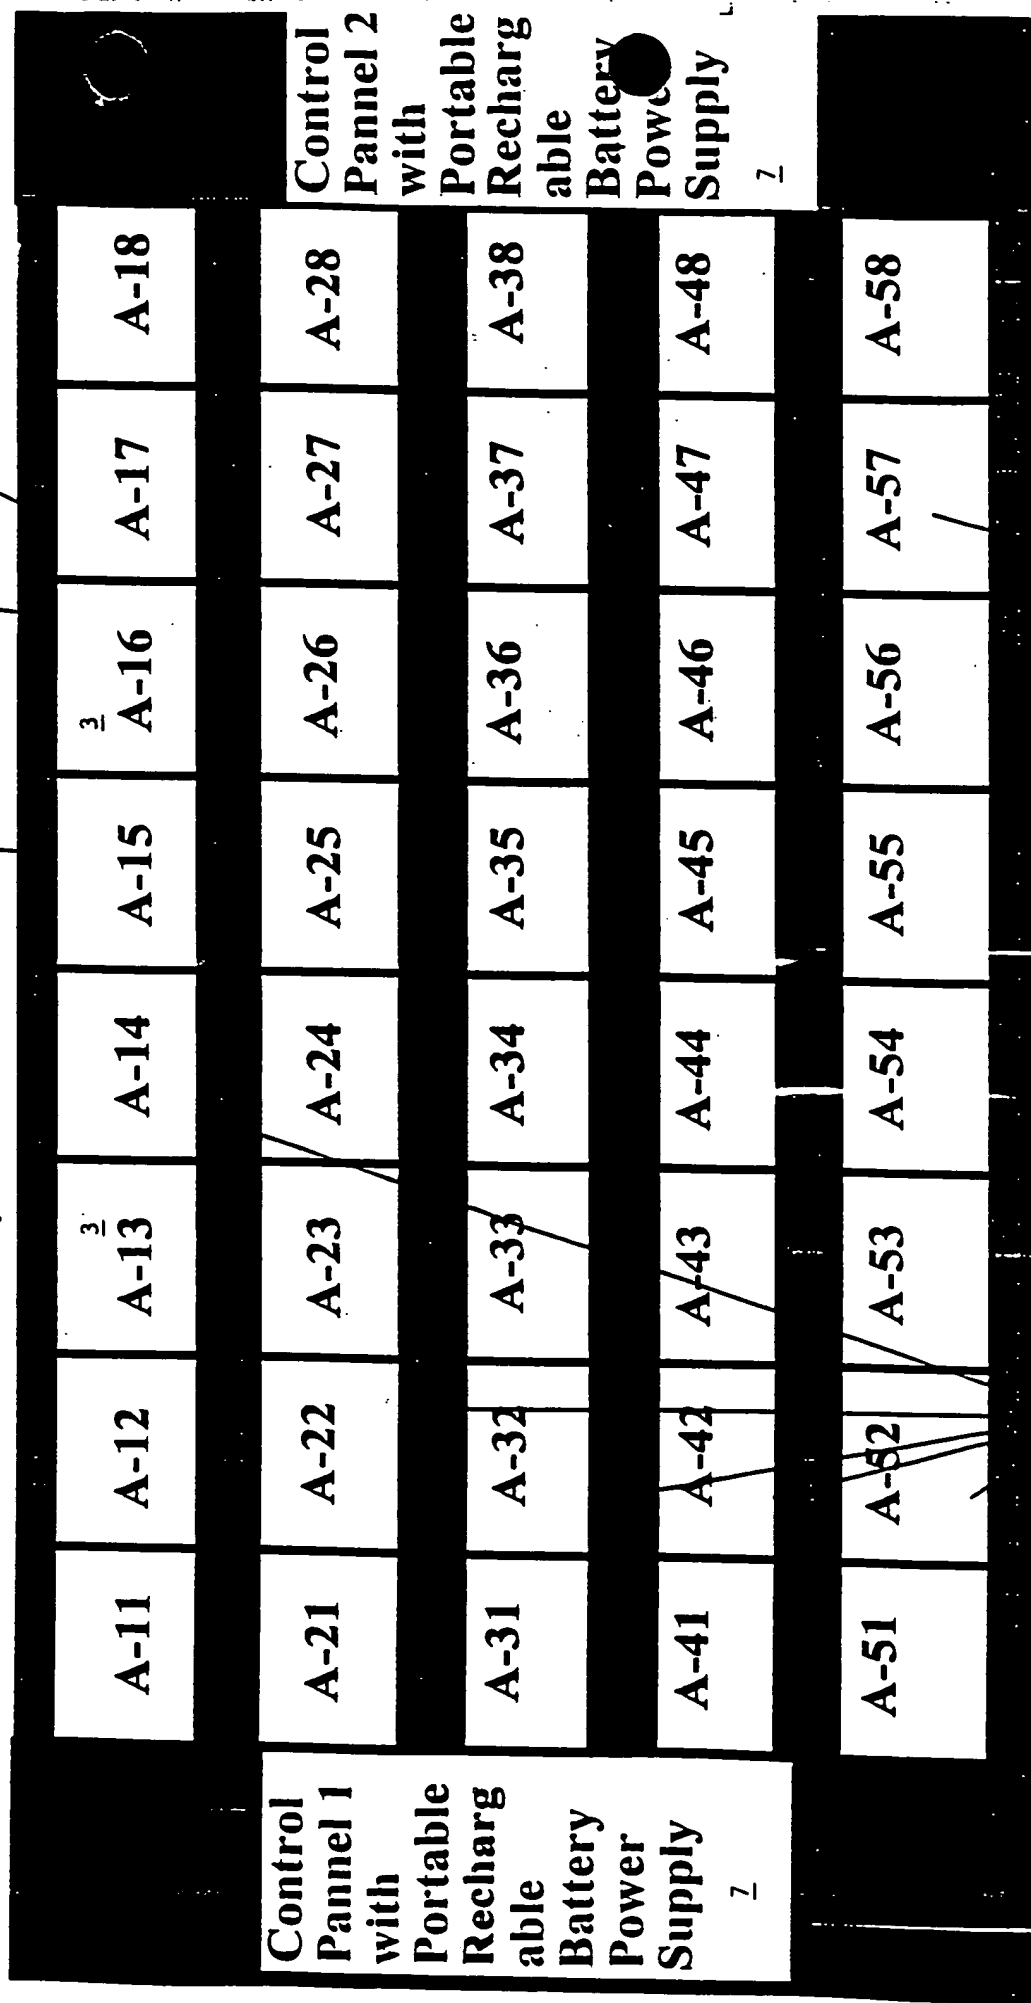 Control
Pannel 1
with
Portable
Recharg
able
Battery
Power
Supply
7
3
3
A-11 A-12 A-13 A-14 A-15 A-16 A-17 A-18
A-21 A-22 A-23 A-24 A-25 A-26 A-27 A-28
A-31 A-32 A-33 A-34 A-35 A-36 A-37 A-38
A-41 A-42 A-43 A-44 A-45 A-46 A-47 A-48
A-51 A-52 A-53 A-54 A-55 A-56 A-57 A-58
Control
Pannel 2
with
Portable
Recharg
able
Battery
Powe
Supply
7